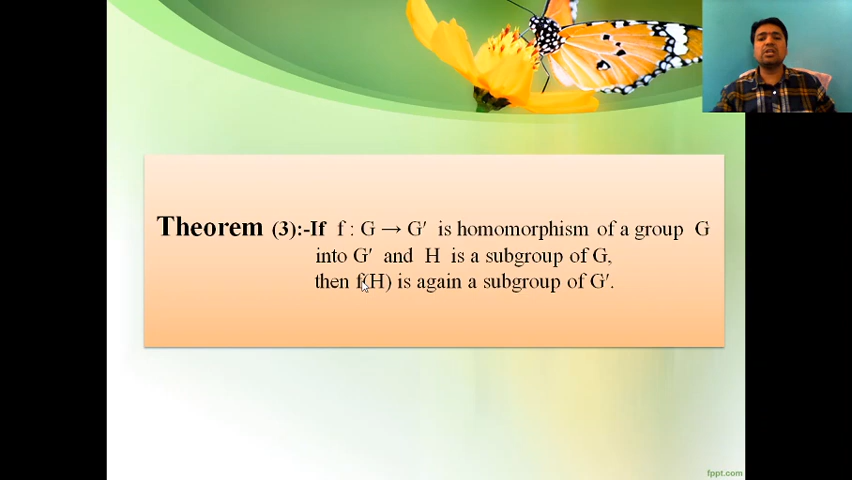 Theorem (3):-If f : G → G′ is homomorphism of a group G
into G′ and H is a subgroup of G,
then f(H) is again a subgroup of G′.
fppt.com